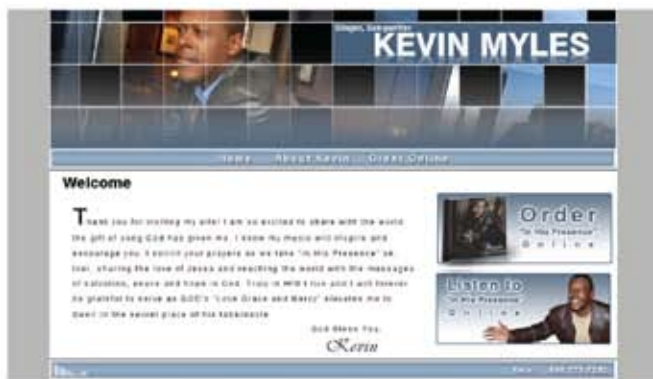 Singer, Songwriter
KEVIN MYLES
Home About Kevin Order Online
Welcome
Thank you for visiting my site! I am so excited to share with the world
the gift of song God has given me. I know my music will inspire and
encourage you. I solicit your prayers as we take "In His Presence" on
tour, sharing the love of Jesus and reaching the world with the messages
of salvation, peace and hope in God. Truly in HIM I live and I will forever
be grateful to serve as GOD's "Love Grace and Mercy" elevates me to
dwell in the secret place of his tabernacle
God Bless You,
Kevin
Order
"In His Presence"
Online
Listen to
"In His Presence"
Online